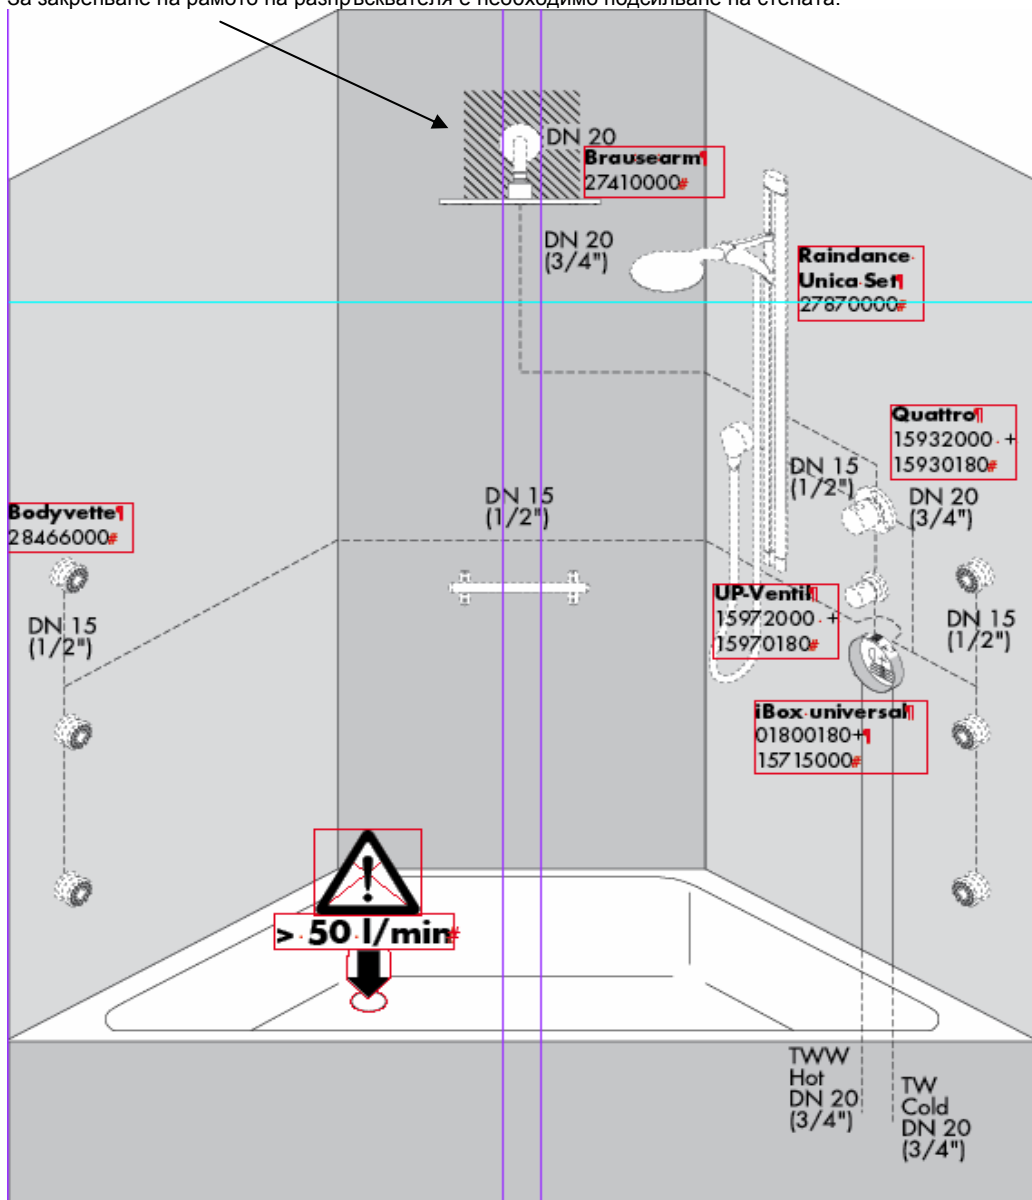 За закрепване на рамото на разпръсквателя е необходимо подсилване на стената.
DN 20
Brausearm¶
27410000#
DN 20
(3/4")
Raindance
Unica Set¶
27870000#
Quattro¶
15932000 +
15930180#
DN 15
(1/2")
DN 20
(3/4")
DN 15
(1/2")
Bodyvette¶
28466000#
DN 15
(1/2")
UP-Ventil¶
15972000 +
15970180#
DN 15
(1/2")
iBox universal¶
01800180+¶
15715000#
!
> 50 l/min#
TWW
Hot
DN 20
(3/4")
TW
Cold
DN 20
(3/4")